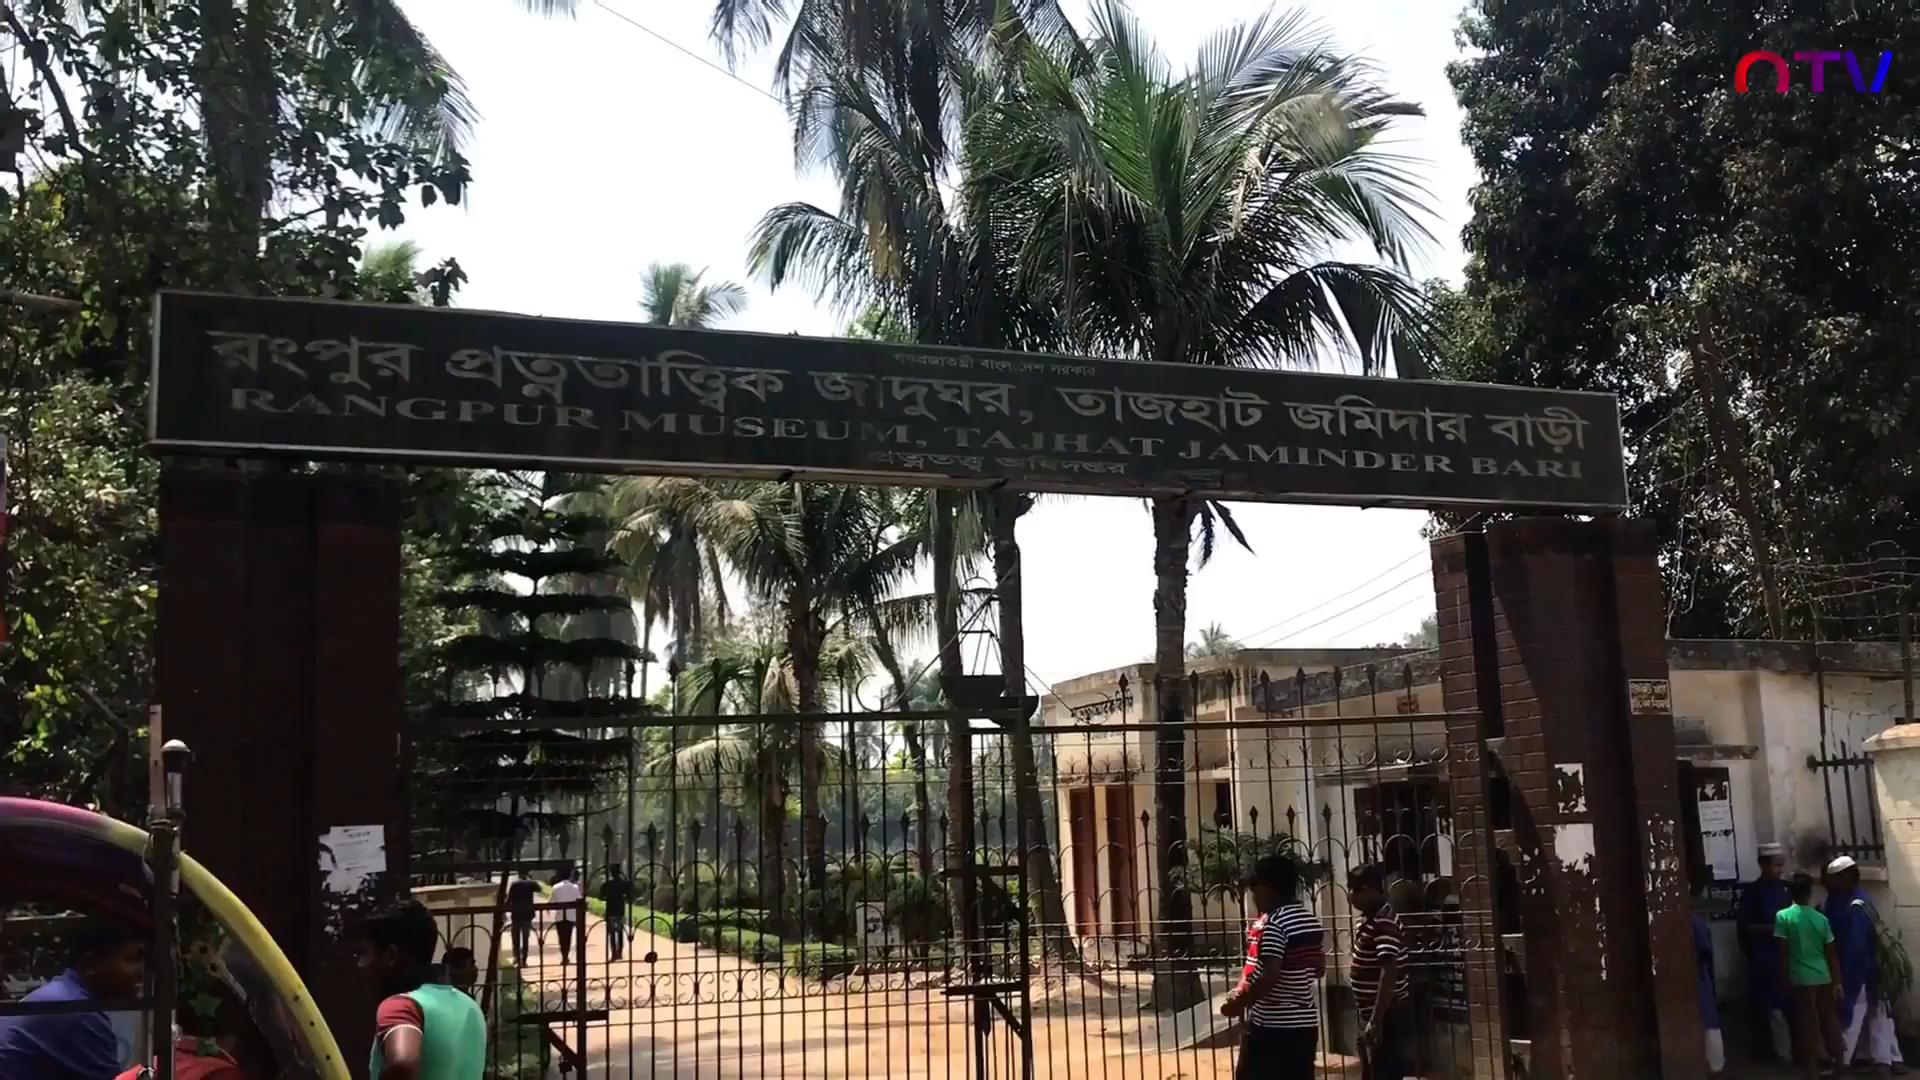 NTV
গণপ্রজাতন্ত্রী বাংলাদেশ সরকার
রংপুর প্রত্নতাত্ত্বিক জাদুঘর, তাজহাট জমিদার বাড়ী
RANGPUR MUSEUM, TAJHAT JAMINDER BARI
প্রত্নতত্ত্ব অধিদপ্তর